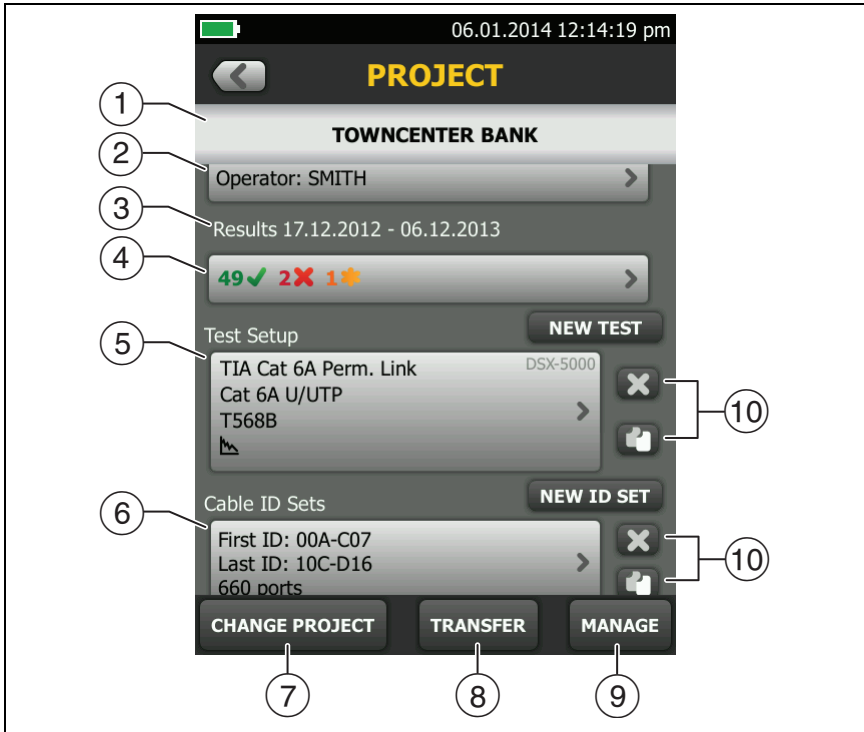 06.01.2014 12:14:19 pm
PROJECT
1
TOWNCENTER BANK
2
Operator: SMITH
3
Results 17.12.2012 - 06.12.2013
4
49 2 1
NEW TEST
Test Setup
5
TIA Cat 6A Perm. Link
DSX-5000
Cat 6A U/UTP
T568B
10
NEW ID SET
Cable ID Sets
6
First ID: 00A-C07
Last ID: 10C-D16
660 ports
10
CHANGE PROJECT
TRANSFER
MANAGE
7
8
9